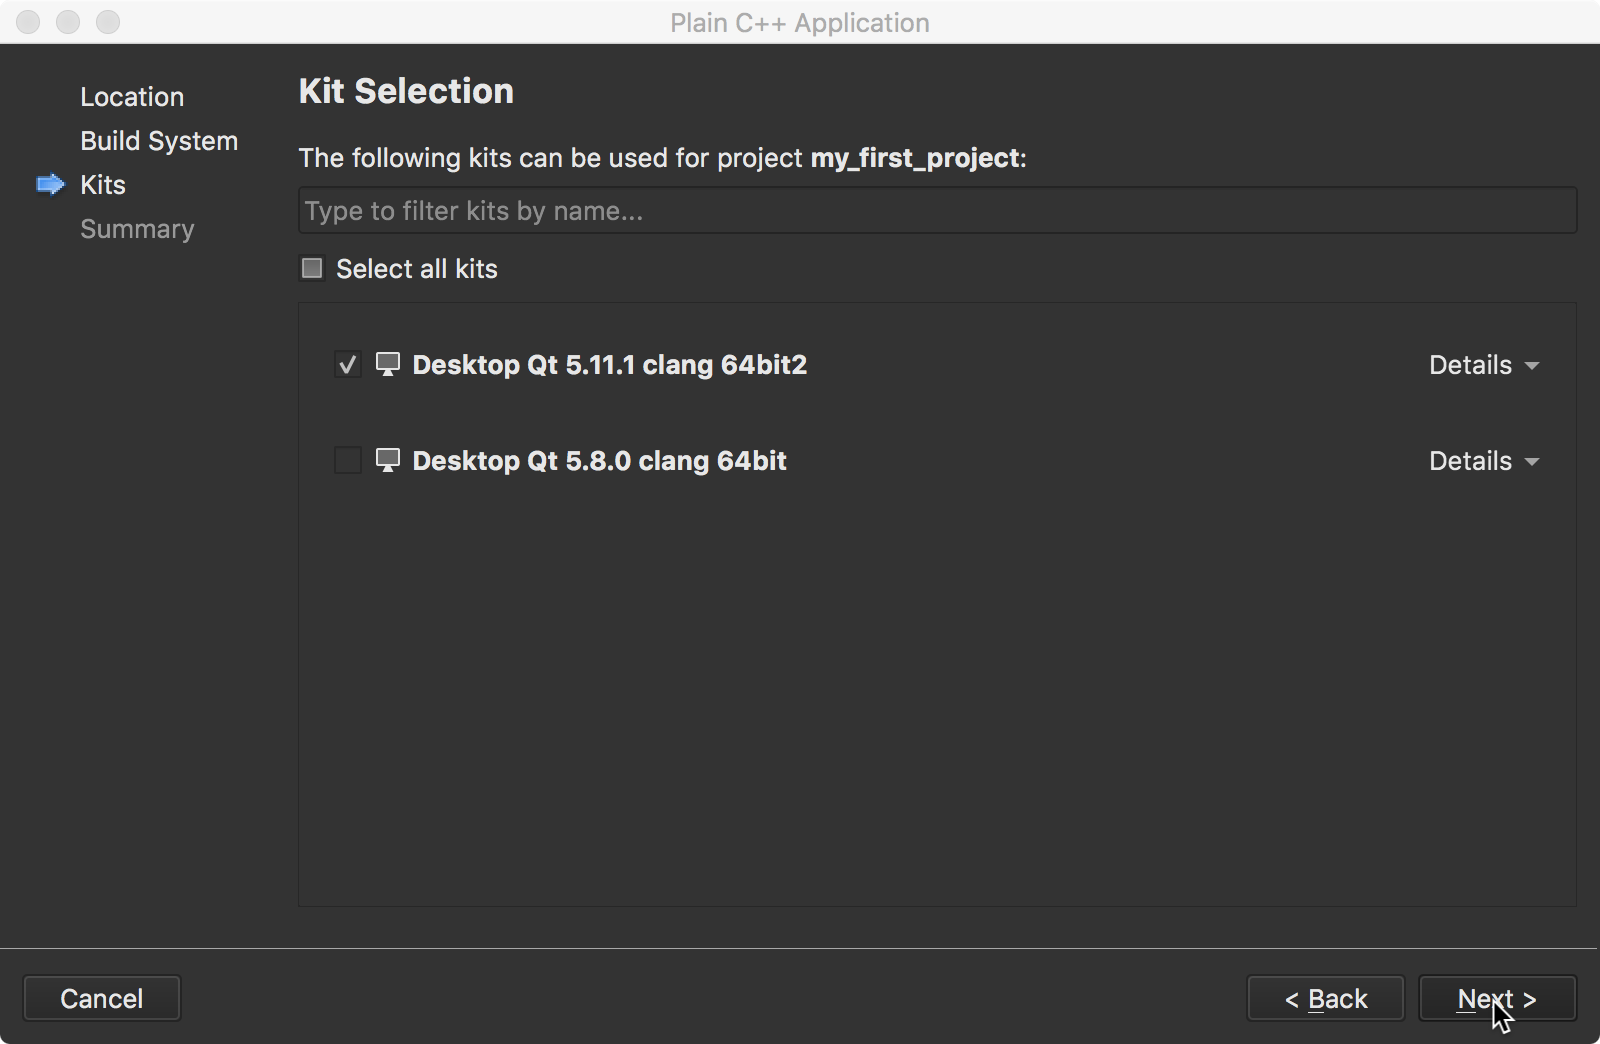 Plain C++ Application
Location
Build System
Kits
Summary
Kit Selection
The following kits can be used for project my_first_project:
Type to filter kits by name...
Select all kits
Desktop Qt 5.11.1 clang 64bit2
Details
Desktop Qt 5.8.0 clang 64bit
Details
Cancel
< Back
Next >